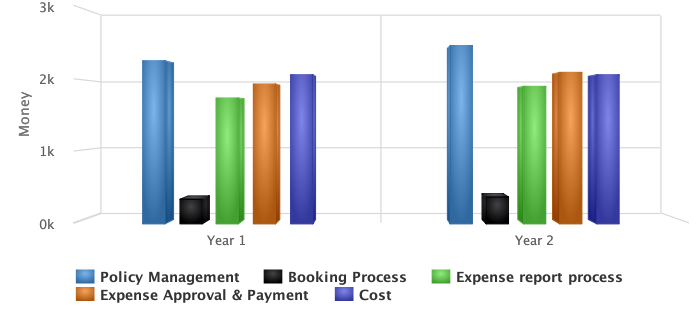 3k
2k
1k
0k
Money
Year 1
Year 2
Policy Management
Booking Process
Expense report process
Expense Approval & Payment
Cost